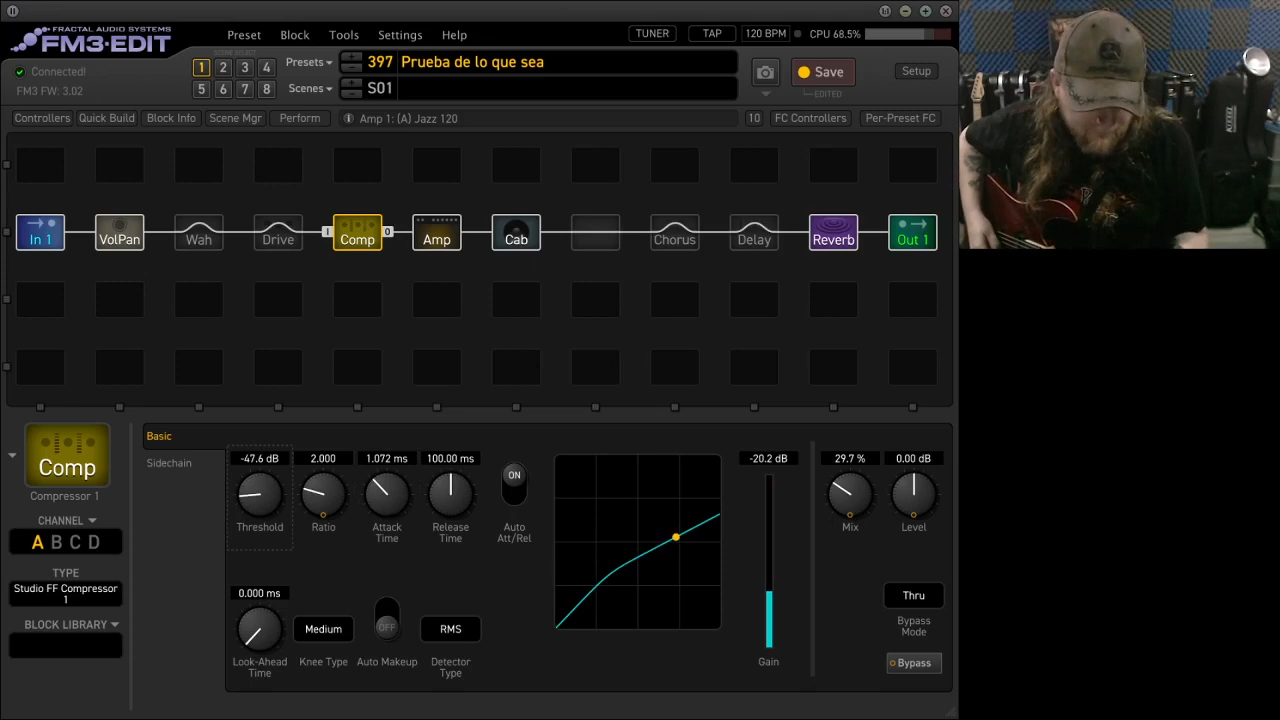 FRACTAL AUDIO SYSTEMS
FM3-EDIT
Preset Block Tools Settings Help
TUNER TAP 120 BPM CPU 68.5%
Connected!
FM3 FW: 3.02
SCENE SELECT
1 2 3 4
5 6 7 8
Presets
Scenes
397 Prueba de lo que sea
S01
Save
EDITED
Setup
Controllers Quick Build Block Info Scene Mgr Perform
Amp 1: (A) Jazz 120
10 FC Controllers Per-Preset FC
In 1 VolPan Wah Drive I Comp O Amp Cab Chorus Delay Reverb Out 1
Comp
Compressor 1
CHANNEL
A B C D
TYPE
Studio FF Compressor
1
BLOCK LIBRARY
Basic
Sidechain
-47.6 dB 2.000 1.072 ms 100.00 ms
ON
Threshold Ratio Attack
Time Release
Time Auto
Att/Rel
0.000 ms
Medium OFF RMS
Look-Ahead
Time Knee Type Auto Makeup Detector
Type
-20.2 dB
Gain
29.7 % 0.00 dB
Mix Level
Thru
Bypass
Mode
Bypass